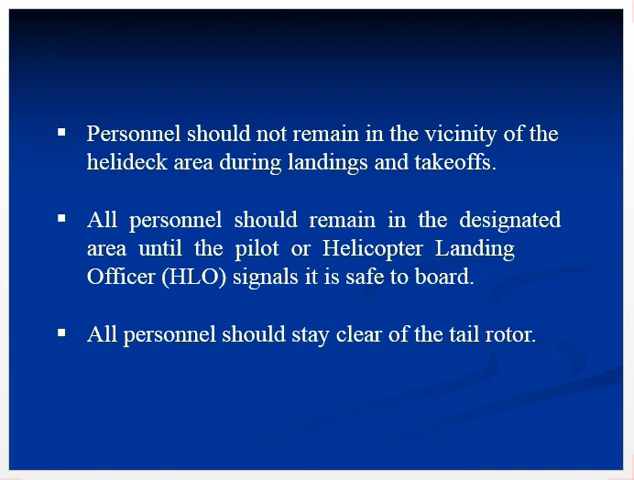 ▪ Personnel should not remain in the vicinity of the
helideck area during landings and takeoffs.
▪ All personnel should remain in the designated
area until the pilot or Helicopter Landing
Officer (HLO) signals it is safe to board.
▪ All personnel should stay clear of the tail rotor.